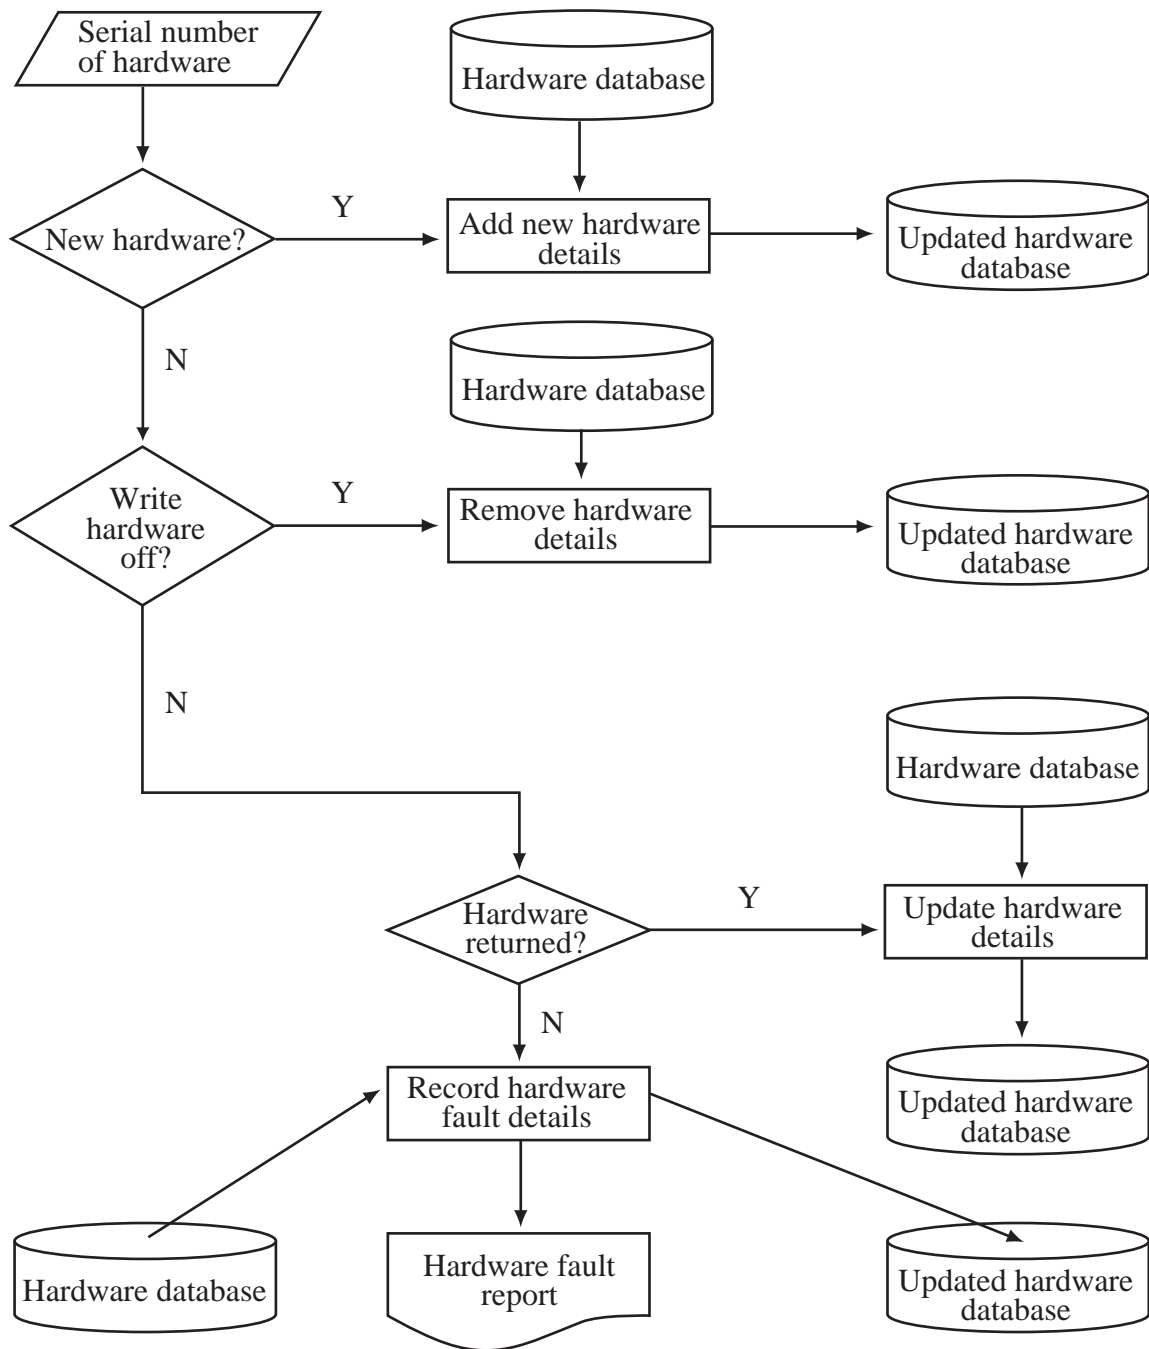 Serial number
of hardware
Hardware database
New hardware?
Y
Add new hardware
details
Updated hardware
database
N
Hardware database
Write
hardware
off?
Y
Remove hardware
details
Updated hardware
database
N
Hardware database
Hardware
returned?
Y
Update hardware
details
N
Record hardware
fault details
Updated hardware
database
Hardware database
Hardware fault
report
Updated hardware
database